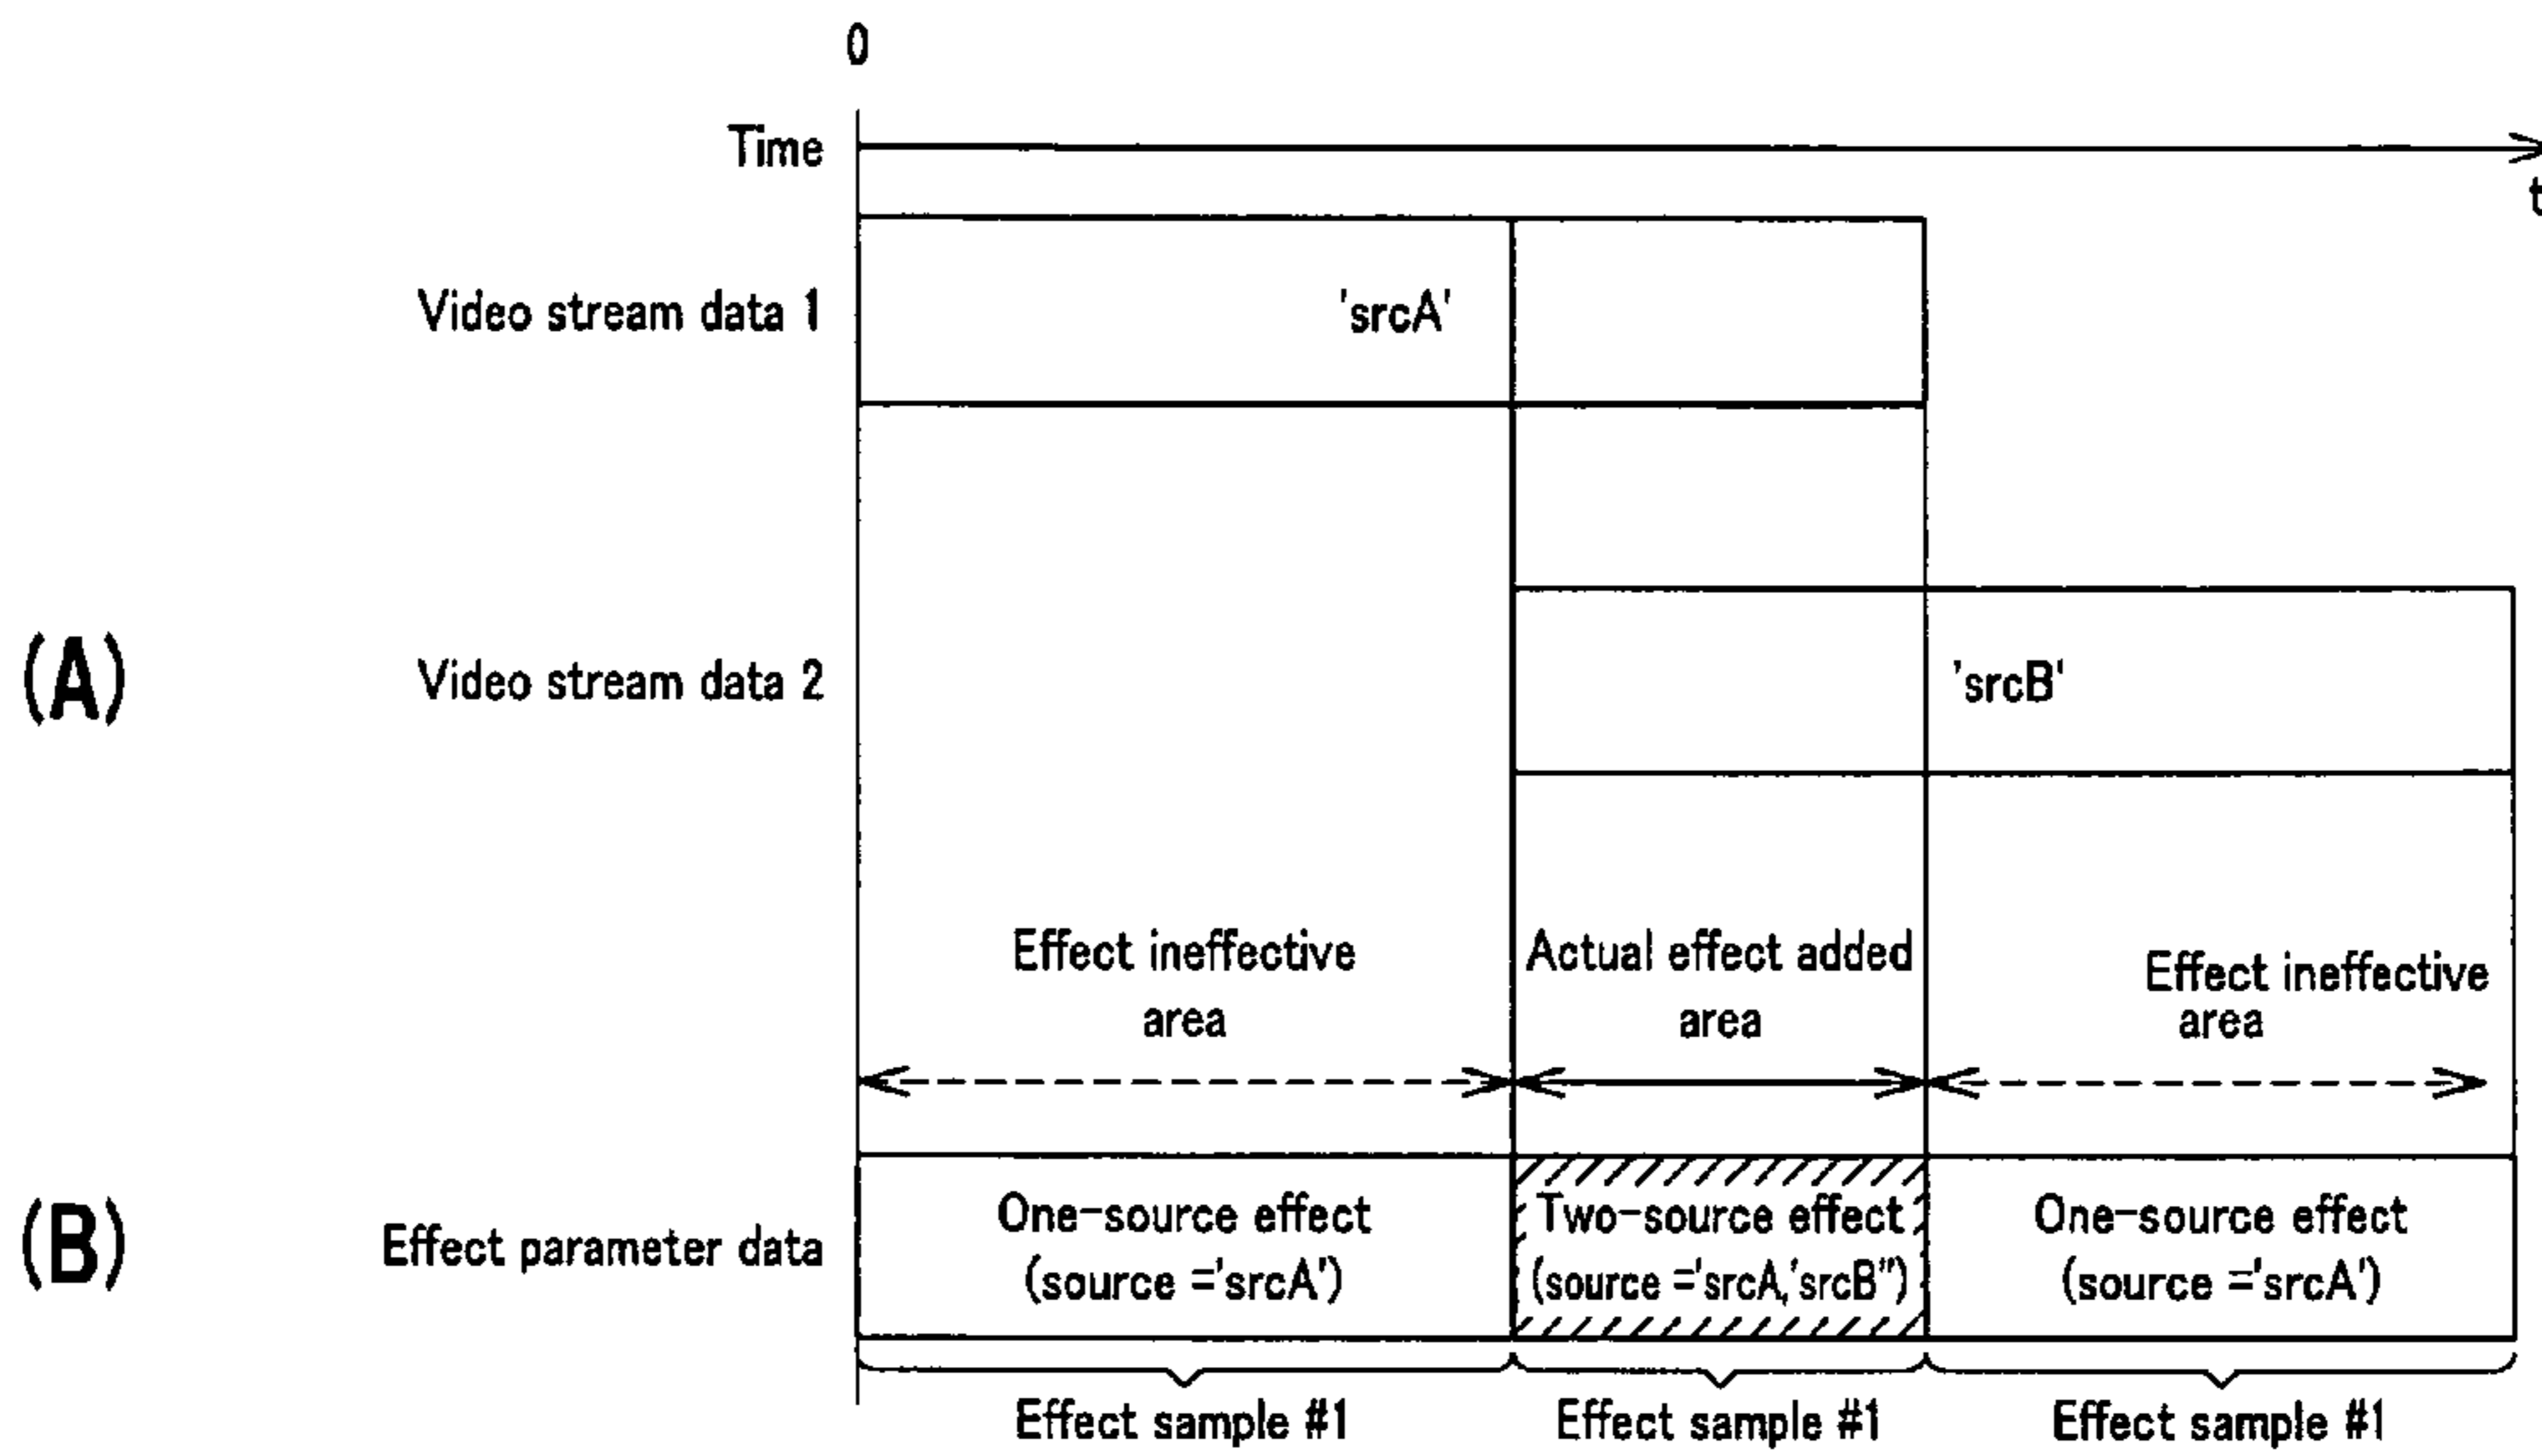 0
Time
t
Video stream data 1
'srcA'
(A)
Video stream data 2
'srcB'
Effect ineffective
area
Actual effect added
area
Effect ineffective
area
(B)
Effect parameter data
One-source effect
(source ='srcA')
Two-source effect
(source ='srcA,'srcB'')
One-source effect
(source ='srcA')
Effect sample #1
Effect sample #1
Effect sample #1